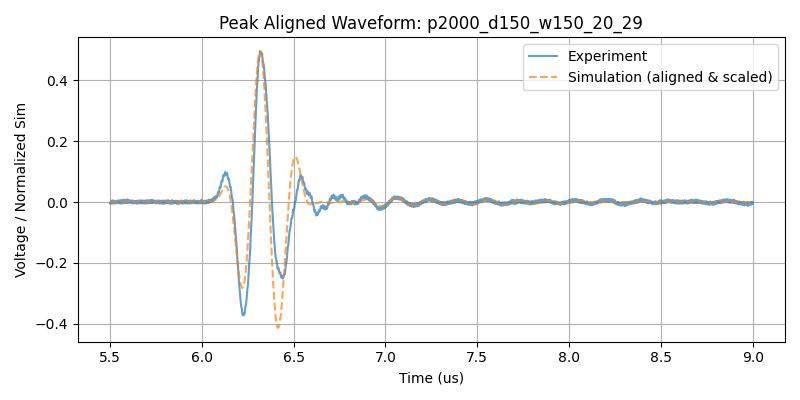 Peak Aligned Waveform: p2000_d150_w150_20_29
Experiment
Simulation (aligned & scaled)
Voltage / Normalized Sim
0.4
0.2
0.0
−0.2
−0.4
5.5 6.0 6.5 7.0 7.5 8.0 8.5 9.0
Time (us)